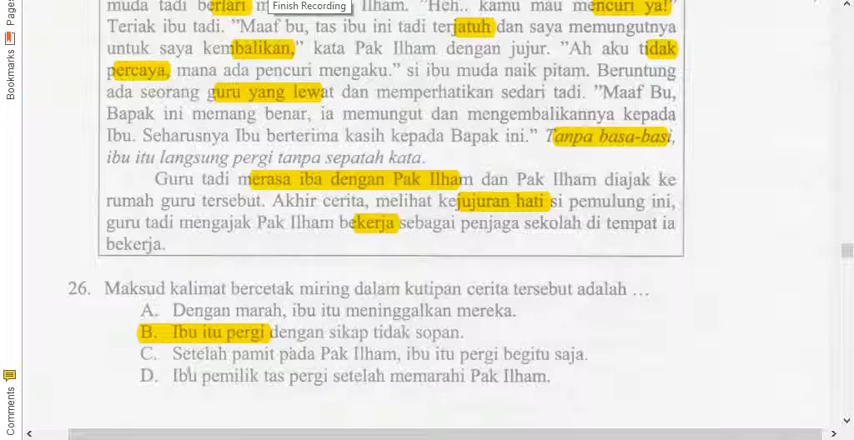 muda tadi berlari Ilham. "Heh.. kamu mau mencuri ya!"
Finish Recording
Teriak ibu tadi. "Maaf bu, tas ibu ini tadi terjatuh dan saya memungutnya
untuk saya kembalikan," kata Pak Ilham dengan jujur. "Ah aku tidak
percaya, mana ada pencuri mengaku." si ibu muda naik pitam. Beruntung
ada seorang guru yang lewat dan memperhatikan sedari tadi. "Maaf Bu,
Bapak ini memang benar, ia memungut dan mengembalikannya kepada
Ibu. Seharusnya Ibu berterima kasih kepada Bapak ini." Tanpa basa-basi,
ibu itu langsung pergi tanpa sepatah kata.
Guru tadi merasa iba dengan Pak Ilham dan Pak Ilham diajak ke
rumah guru tersebut. Akhir cerita, melihat kejujuran hati si pemulung ini,
guru tadi mengajak Pak Ilham bekerja sebagai penjaga sekolah di tempat ia
bekerja.
26. Maksud kalimat bercetak miring dalam kutipan cerita tersebut adalah …
A. Dengan marah, ibu itu meninggalkan mereka.
B. Ibu itu pergi dengan sikap tidak sopan.
C. Setelah pamit pada Pak Ilham, ibu itu pergi begitu saja.
D. Ibu pemilik tas pergi setelah memarahi Pak Ilham.
Pages
Bookmarks
Comments